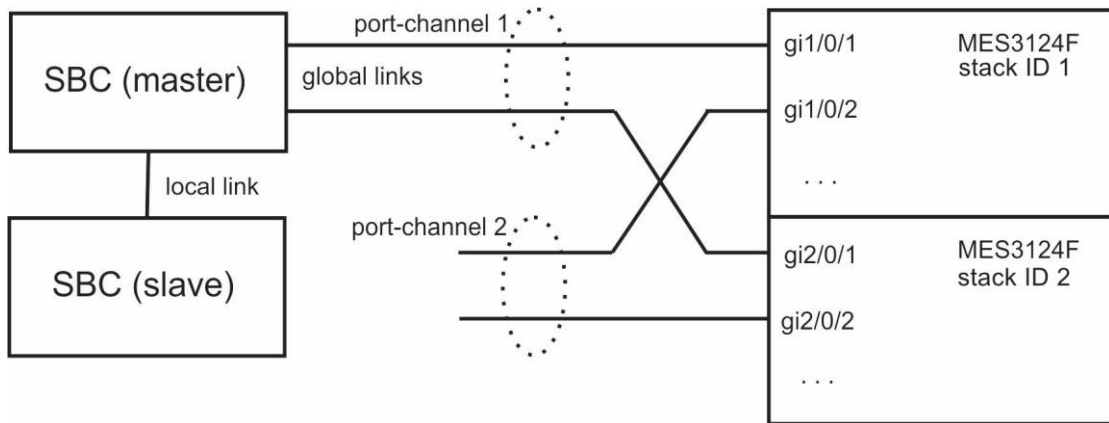 port-channel 1
SBC (master)
global links
gi1/0/1
MES3124F
stack ID 1
gi1/0/2
. . .
local link
port-channel 2
SBC (slave)
gi2/0/1
MES3124F
stack ID 2
gi2/0/2
. . .